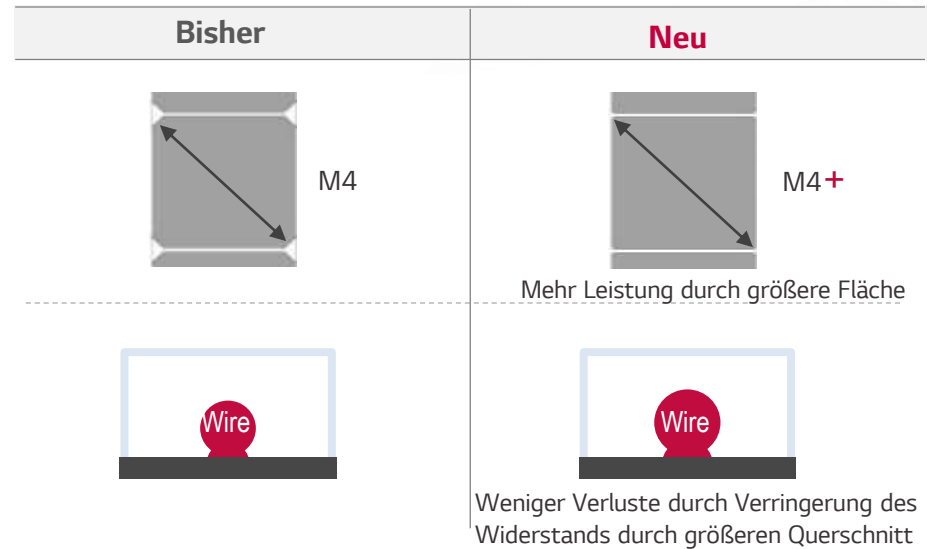 Bisher
Neu
M4
M4+
Mehr Leistung durch größere Fläche
Wire
Wire
Weniger Verluste durch Verringerung des
Widerstands durch größeren Querschnitt